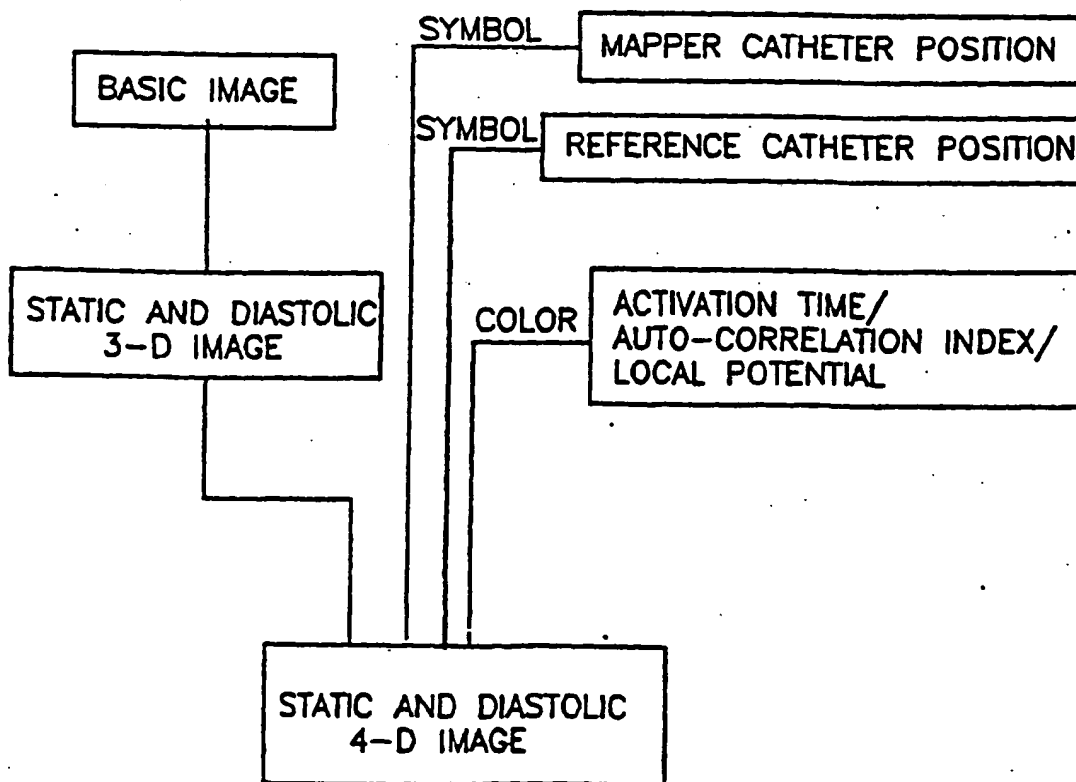 SYMBOL
MAPPER CATHETER POSITION
BASIC IMAGE
SYMBOL
REFERENCE CATHETER POSITION
STATIC AND DIASTOLIC
3-D IMAGE
COLOR
ACTIVATION TIME/
AUTO-CORRELATION INDEX/
LOCAL POTENTIAL
STATIC AND DIASTOLIC
4-D IMAGE